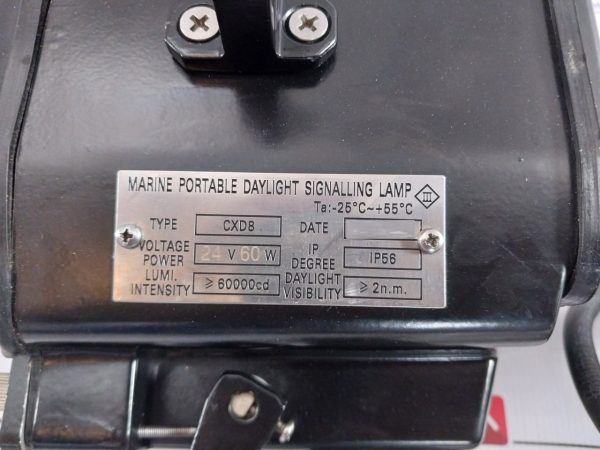 MARINE PORTABLE DAYLIGHT SIGNALLING LAMP III
Ta:-25°C~+55°C
TYPE CXD8 DATE
VOLTAGE POWER 24 V 60 W IP DEGREE IP56
LUMI. INTENSITY ≥ 60000cd DAYLIGHT VISIBILITY ≥ 2n.m.